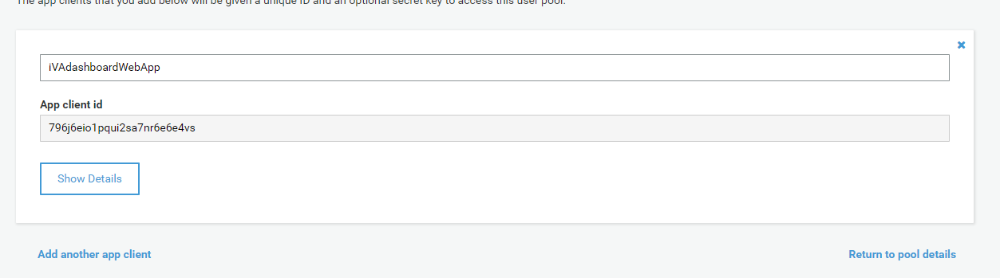 The app clients that you add below will be given a unique ID and an optional secret key to access this user pool.
iVAdashboardWebApp
App client id
796j6eio1pqui2sa7nr6e6e4vs
Show Details
Add another app client
Return to pool details